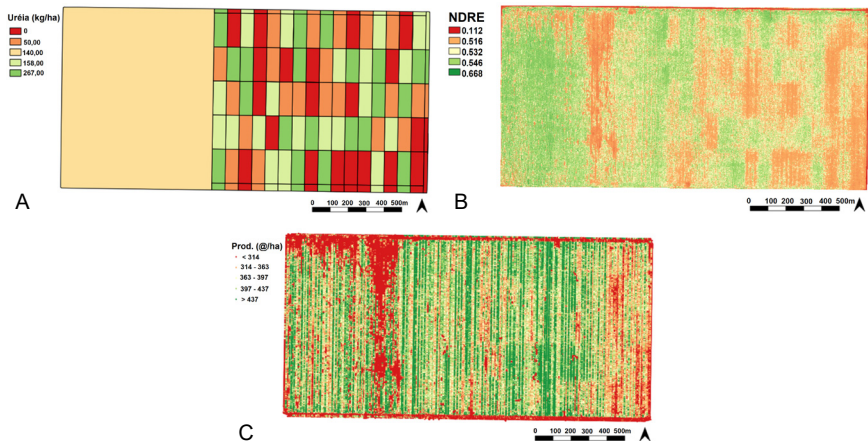 Uréia (kg/ha)
0
50,00
140,00
158,00
267,00
A
0 100 200 300 400 500m
NDRE
0.112
0.516
0.532
0.546
0.668
B
0 100 200 300 400 500m
Prod. (@/ha)
< 314
314 - 363
363 - 397
397 - 437
> 437
C
0 100 200 300 400 500m